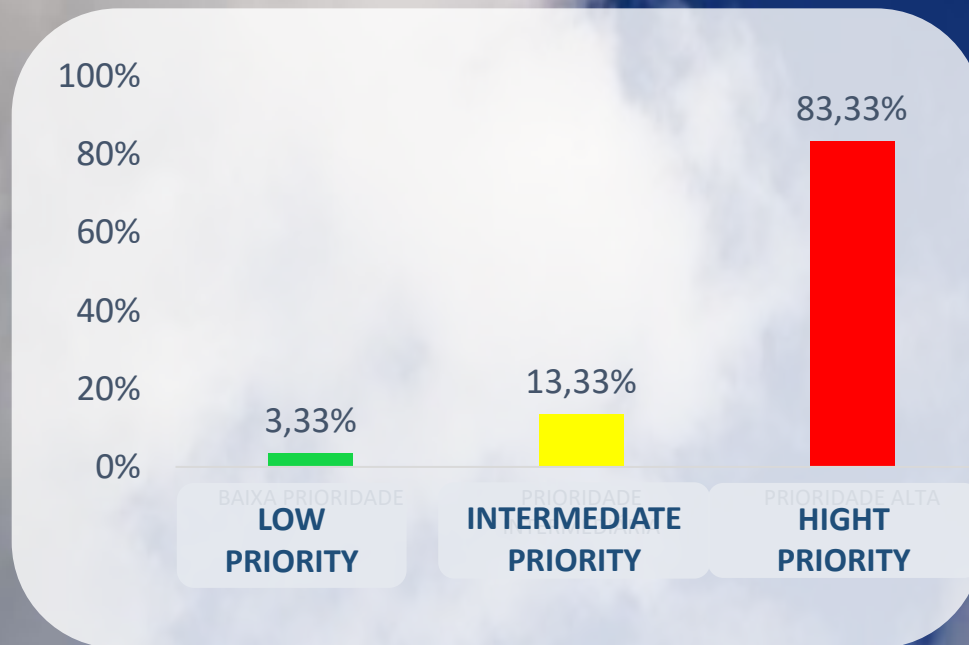 100%
83,33%
80%
60%
40%
20%
13,33%
3,33%
0%
BAIXA PRIORIDADE
PRIORIDADE
INTERMEDIÁRIA
PRIORIDADE ALTA
LOW
PRIORITY
INTERMEDIATE
PRIORITY
HIGHT
PRIORITY